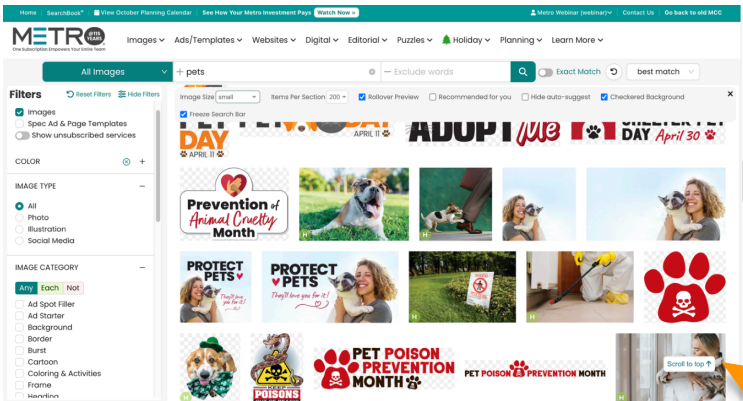 Home SearchBook® View October Planning Calendar See How Your Metro Investment Pays Watch Now » Metro Webinar (webinar) Contact Us Go back to old MCC
METRO
One Subscription Empowers Your Entire Team
Images Ads/Templates Websites Digital Editorial Puzzles Holiday Planning Learn More
All Images + pets − Exclude words Exact Match best match
Filters Reset Filters Hide Filters
Image Size small Items Per Section 200 Rollover Preview Recommended for you Hide auto-suggest Checkered Background x
Freeze Search Bar
Images
Spec Ad & Page Templates
Show unsubscribed services
COLOR +
IMAGE TYPE −
All
Photo
Illustration
Social Media
IMAGE CATEGORY −
Any Each Not
Ad Spot Filler
Ad Starter
Background
Border
Burst
Cartoon
Coloring & Activities
Frame
Heading
DAY
APRIL 11
APRIL 11
ADOPT Me
DAY April 30
Prevention of
Animal Cruelty
Month
H
H
PROTECT
PETS
They'll love you for it!
PROTECT
PETS
They'll love you for it!
H
H
H
KEEP
POISONS
PET POISON
PREVENTION
MONTH
PET POISON PREVENTION MONTH
H
Scroll to top ↑